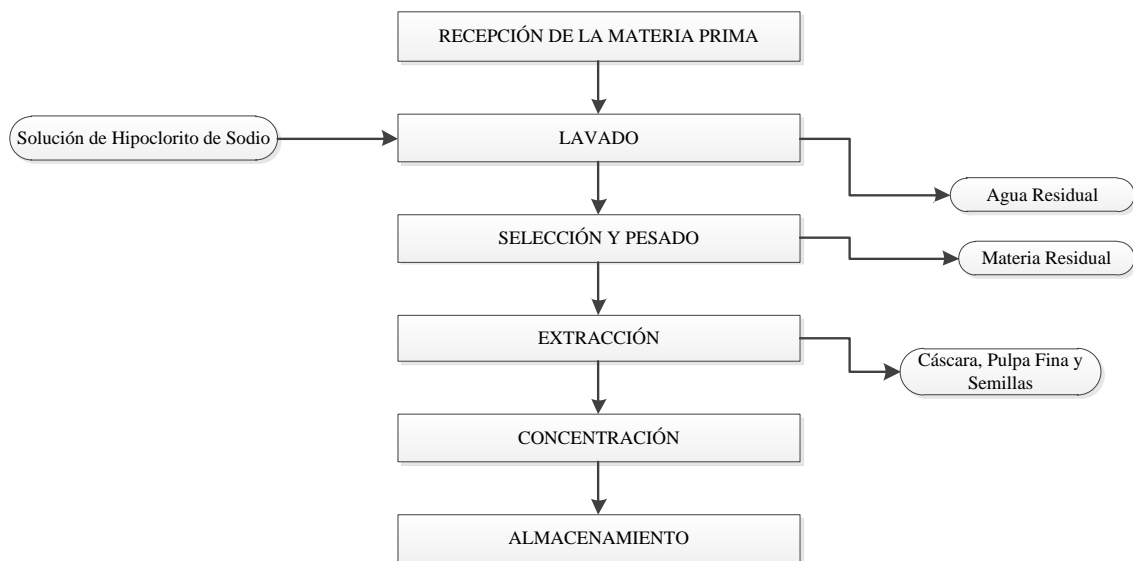 RECEPCIÓN DE LA MATERIA PRIMA
Solución de Hipoclorito de Sodio
LAVADO
Agua Residual
SELECCIÓN Y PESADO
Materia Residual
EXTRACCIÓN
Cáscara, Pulpa Fina y
Semillas
CONCENTRACIÓN
ALMACENAMIENTO